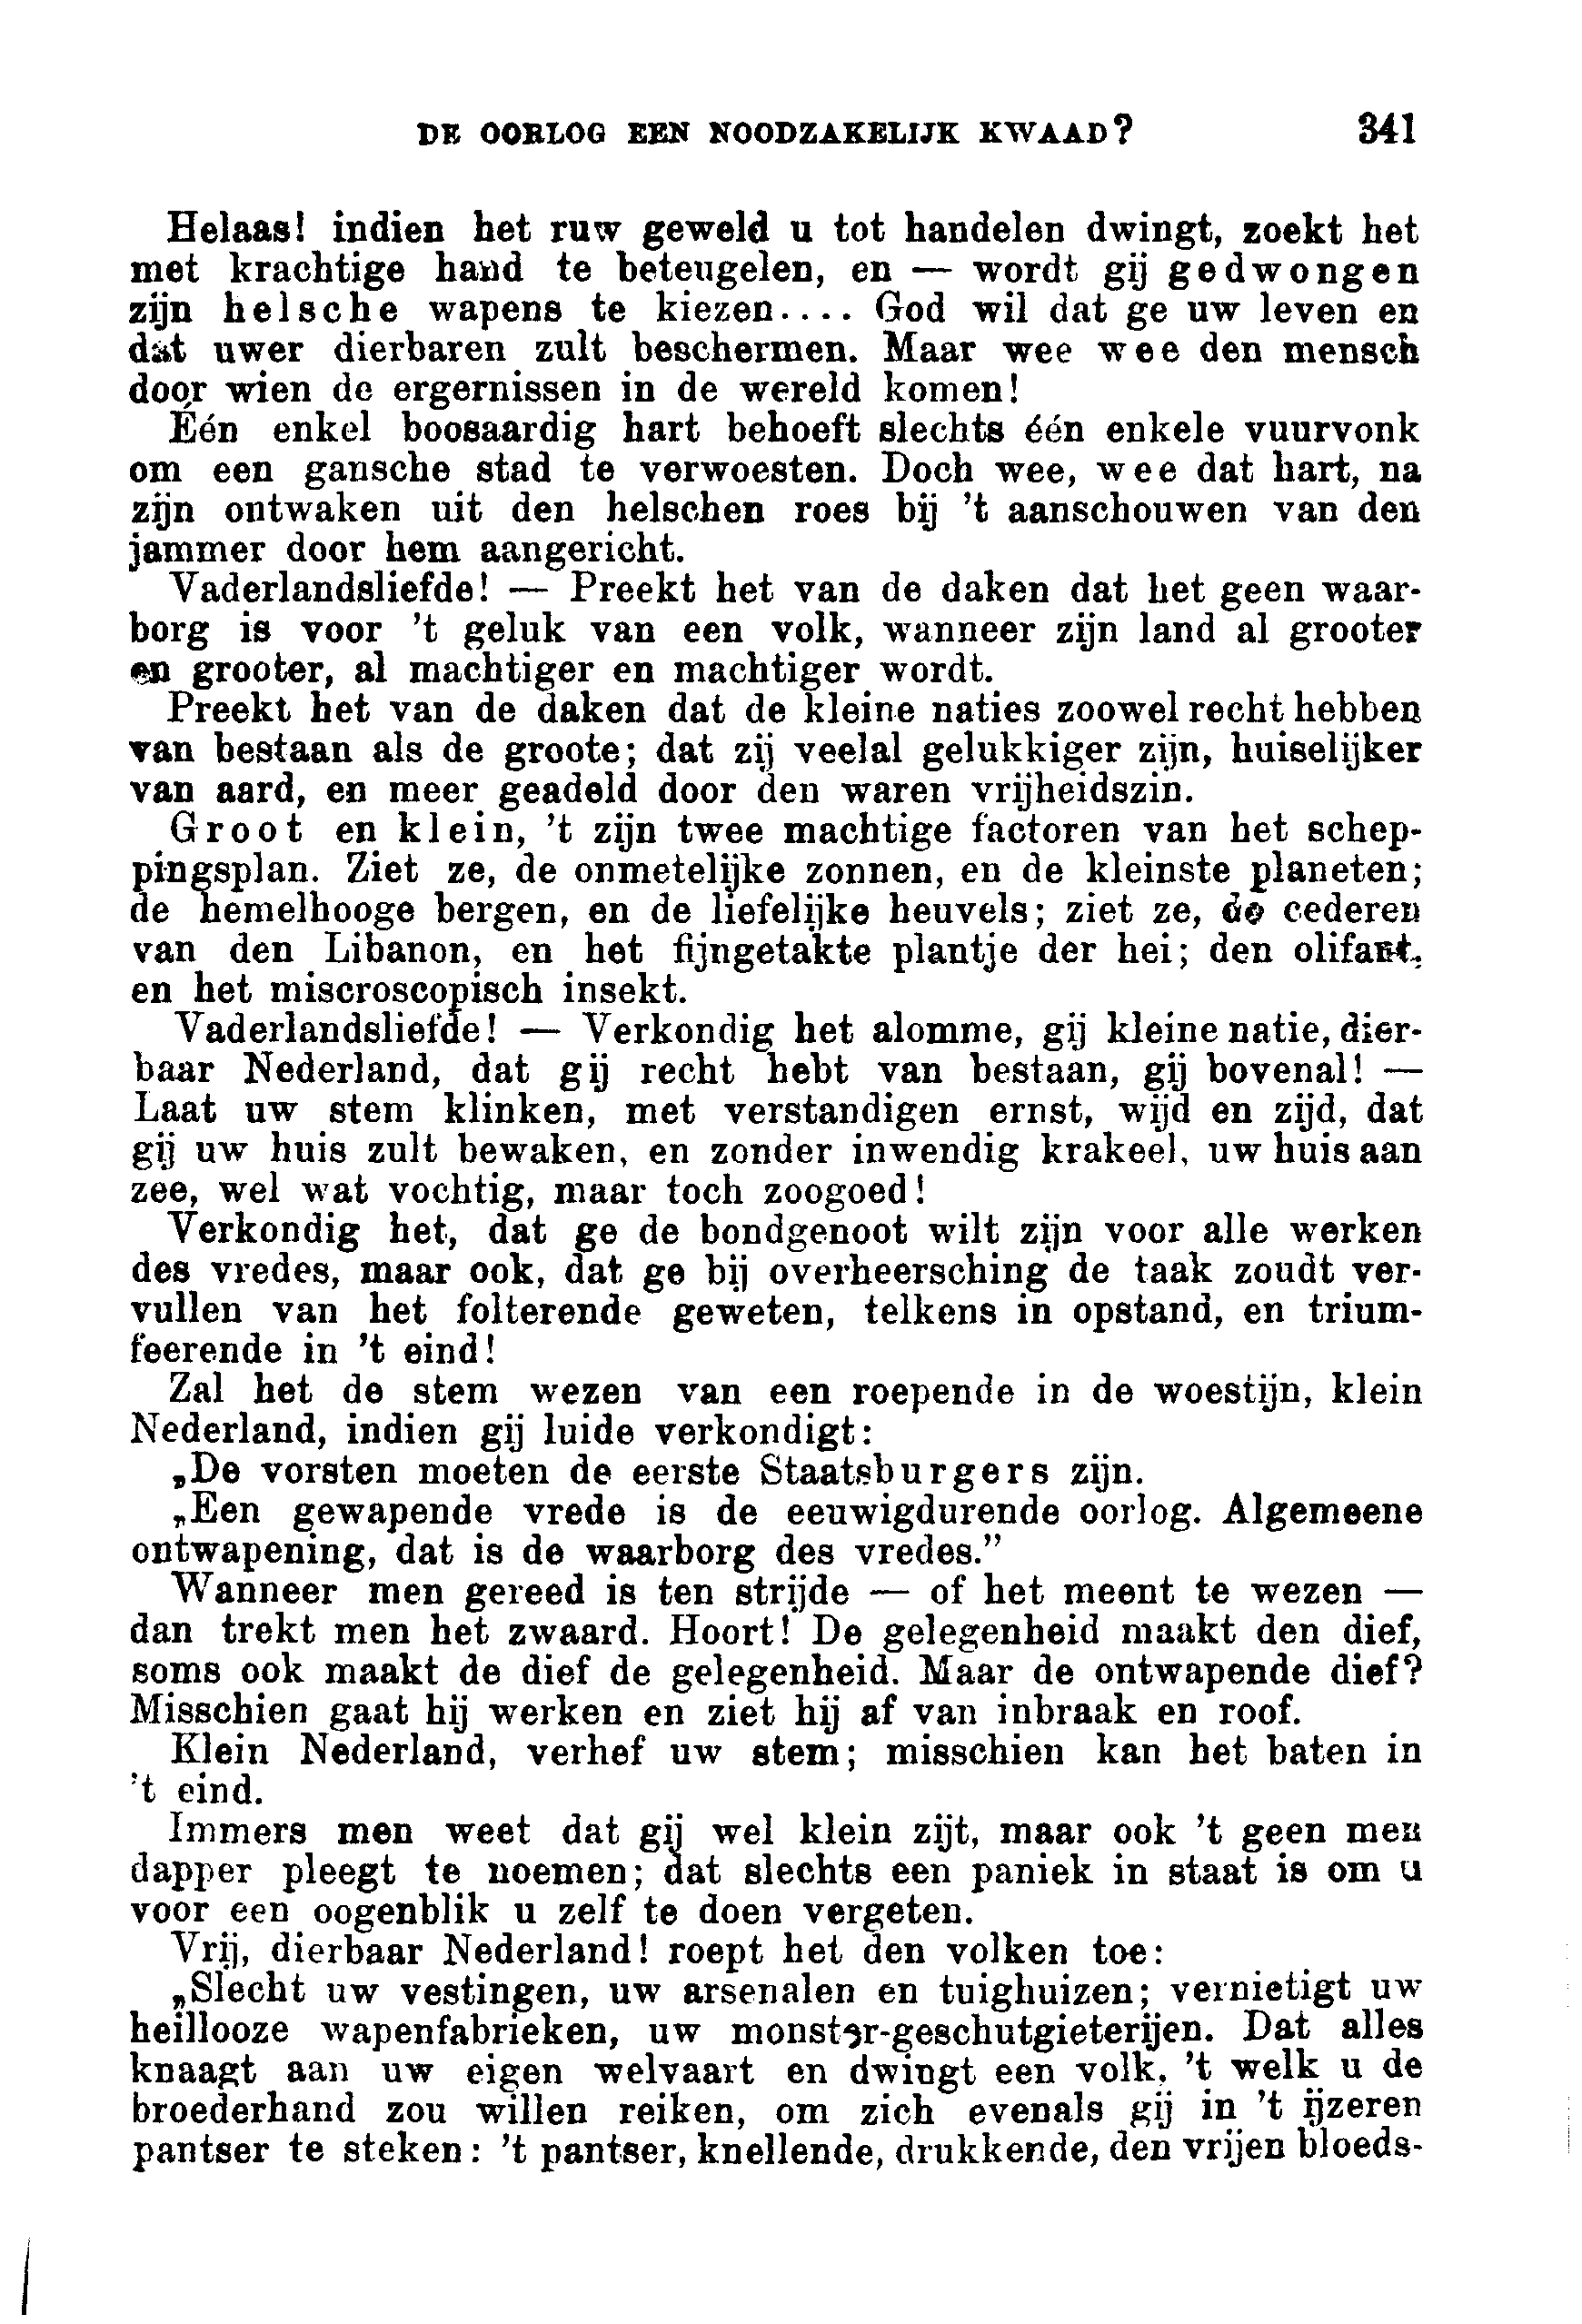 DE OORLOG EEN NOODZAKELIJK KWAAD? 341
Helaas! indien het ruw geweld u tot handelen dwingt, zoekt het
met krachtige hand te beteugelen, en — wordt gij gedwongen
zijn helsche wapens te kiezen.... God wil dat ge uw leven en
dat uwer dierbaren zult beschermen. Maar wee wee den mensch
door wien de ergernissen in de wereld komen!
Één enkel boosaardig hart behoeft slechts één enkele vuurvonk
om een gansche stad te verwoesten. Doch wee, wee dat hart, na
zijn ontwaken uit den helschen roes bij 't aanschouwen van den
jammer door hem aangericht.
Vaderlandsliefde! — Preekt het van de daken dat het geen waar-
borg is voor 't geluk van een volk, wanneer zijn land al grooter
en grooter, al machtiger en machtiger wordt.
Preekt het van de daken dat de kleine naties zoowel recht hebben
van bestaan als de groote; dat zij veelal gelukkiger zijn, huiselijker
van aard, en meer geadeld door den waren vrijheidszin.
Groot en klein, 't zijn twee machtige factoren van het schep-
pingsplan. Ziet ze, de onmetelijke zonnen, en de kleinste planeten;
de hemelhooge bergen, en de liefelijke heuvels; ziet ze, de cederen
van den Libanon, en het fijngetakte plantje der hei; den olifant,
en het miscroscopisch insekt.
Vaderlandsliefde! — Verkondig het alomme, gij kleine natie, dier-
baar Nederland, dat gij recht hebt van bestaan, gij bovenal! —
Laat uw stem klinken, met verstandigen ernst, wijd en zijd, dat
gij uw huis zult bewaken, en zonder inwendig krakeel, uw huis aan
zee, wel wat vochtig, maar toch zoogoed!
Verkondig het, dat ge de bondgenoot wilt zijn voor alle werken
des vredes, maar ook, dat ge bij overheersching de taak zoudt ver-
vullen van het folterende geweten, telkens in opstand, en trium-
feerende in 't eind!
Zal het de stem wezen van een roepende in de woestijn, klein
Nederland, indien gij luide verkondigt:
„De vorsten moeten de eerste Staatsburgers zijn.
„Een gewapende vrede is de eeuwigdurende oorlog. Algemeene
ontwapening, dat is de waarborg des vredes.”
Wanneer men gereed is ten strijde — of het meent te wezen —
dan trekt men het zwaard. Hoort! De gelegenheid maakt den dief,
soms ook maakt de dief de gelegenheid. Maar de ontwapende dief?
Misschien gaat hij werken en ziet hij af van inbraak en roof.
Klein Nederland, verhef uw stem; misschien kan het baten in
't eind.
Immers men weet dat gij wel klein zijt, maar ook 't geen men
dapper pleegt te noemen; dat slechts een paniek in staat is om u
voor een oogenblik u zelf te doen vergeten.
Vrij, dierbaar Nederland! roept het den volken toe:
„Slecht uw vestingen, uw arsenalen en tuighuizen; vernietigt uw
heillooze wapenfabrieken, uw monster-geschutgieterijen. Dat alles
knaagt aan uw eigen welvaart en dwingt een volk, 't welk u de
broederhand zou willen reiken, om zich evenals gij in 't ijzeren
pantser te steken: 't pantser, knellende, drukkende, den vrijen bloeds-